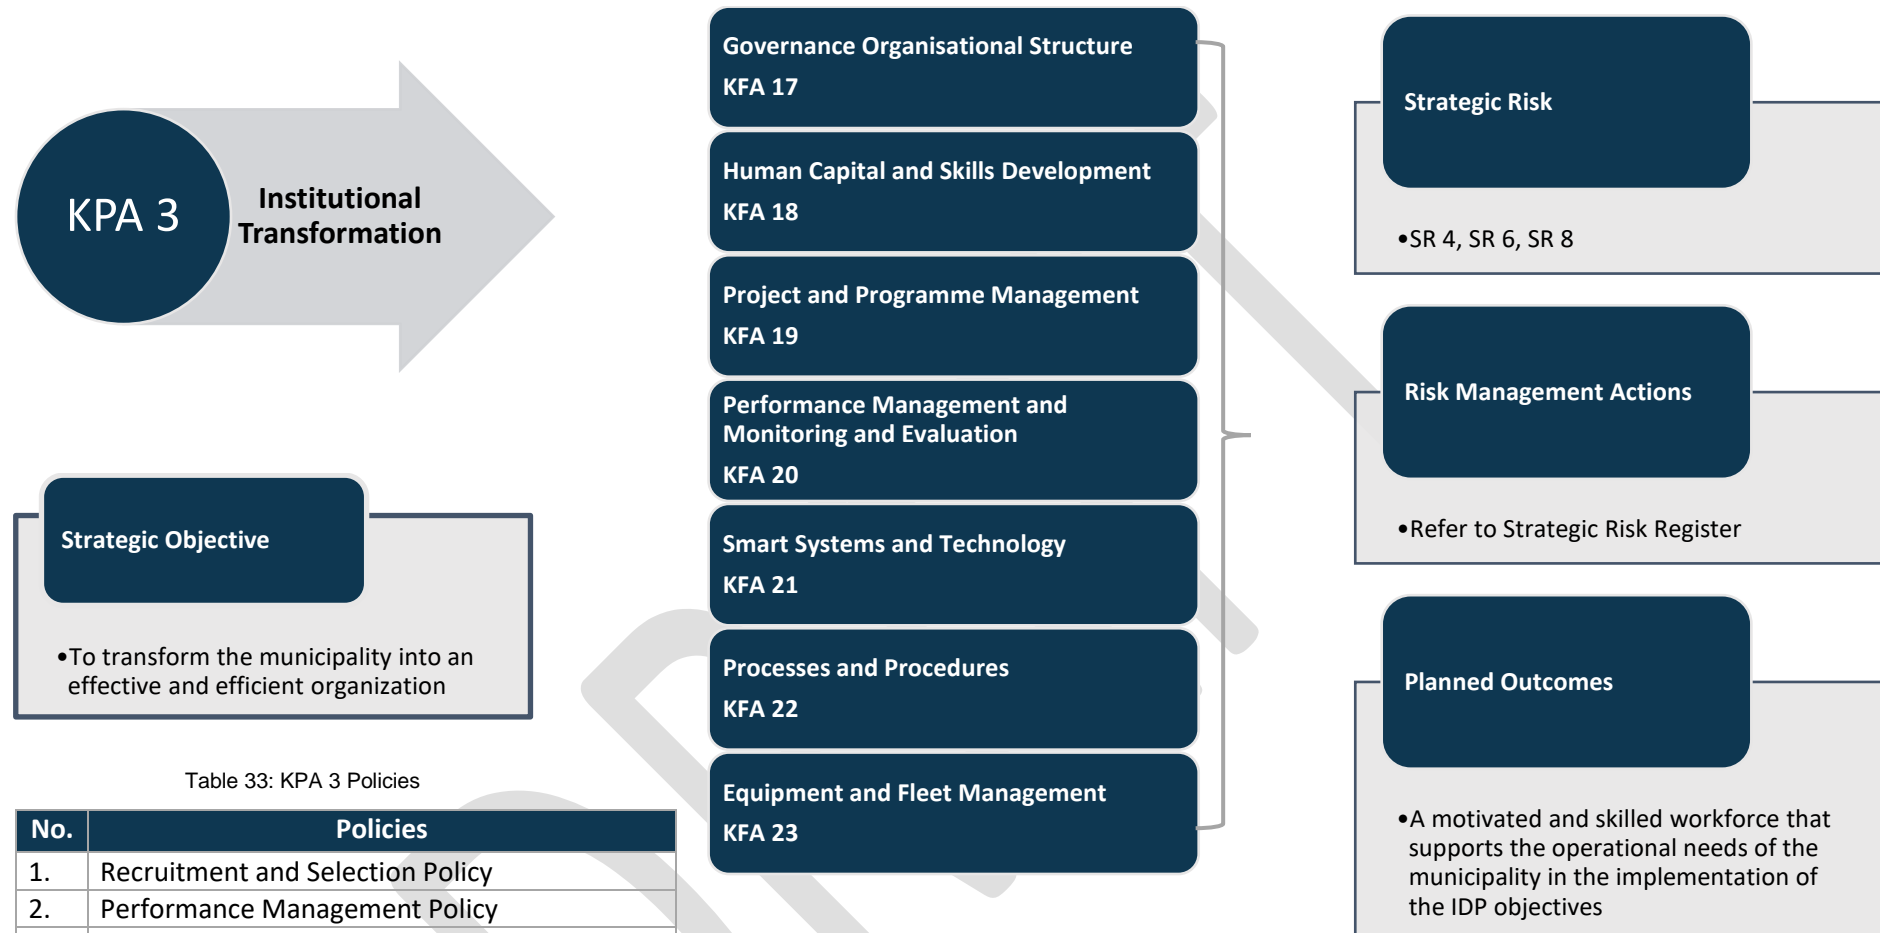 KPA 3
Institutional
Transformation
Strategic Objective
•To transform the municipality into an
effective and efficient organization
Table 33: KPA 3 Policies
No. Policies
1. Recruitment and Selection Policy
2. Performance Management Policy
Governance Organisational Structure
KFA 17
Human Capital and Skills Development
KFA 18
Project and Programme Management
KFA 19
Performance Management and
Monitoring and Evaluation
KFA 20
Smart Systems and Technology
KFA 21
Processes and Procedures
KFA 22
Equipment and Fleet Management
KFA 23
Strategic Risk
•SR 4, SR 6, SR 8
Risk Management Actions
•Refer to Strategic Risk Register
Planned Outcomes
•A motivated and skilled workforce that
supports the operational needs of the
municipality in the implementation of
the IDP objectives